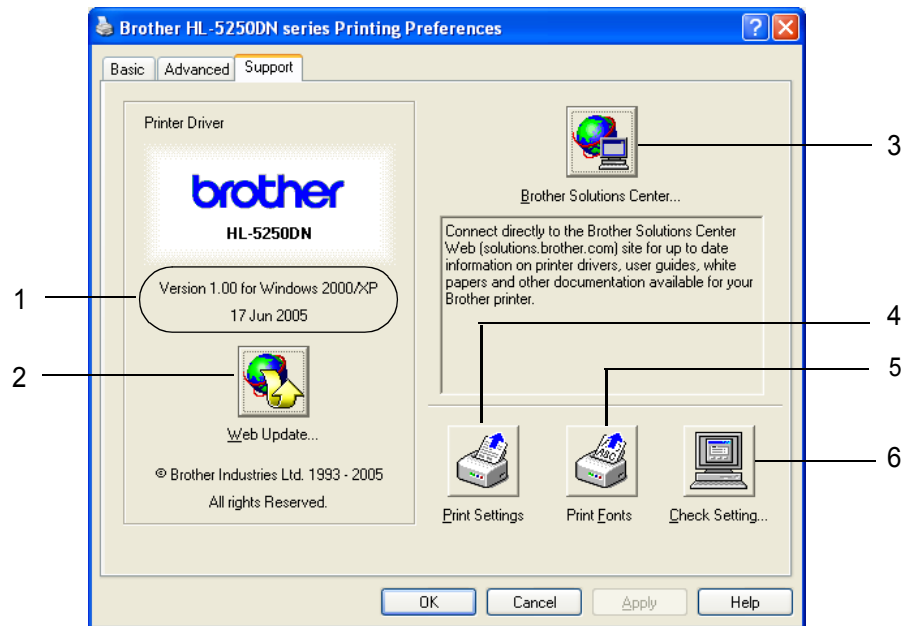 Brother HL-5250DN series Printing Preferences
Basic
Advanced
Support
Printer Driver
brother
HL-5250DN
1
Version 1.00 for Windows 2000/XP
17 Jun 2005
2
Web Update...
© Brother Industries Ltd. 1993 - 2005
All rights Reserved.
3
Brother Solutions Center...
Connect directly to the Brother Solutions Center
Web (solutions.brother.com) site for up to date
information on printer drivers, user guides, white
papers and other documentation available for your
Brother printer.
4
5
ABC
6
Print Settings
Print Fonts
Check Setting...
OK
Cancel
Apply
Help